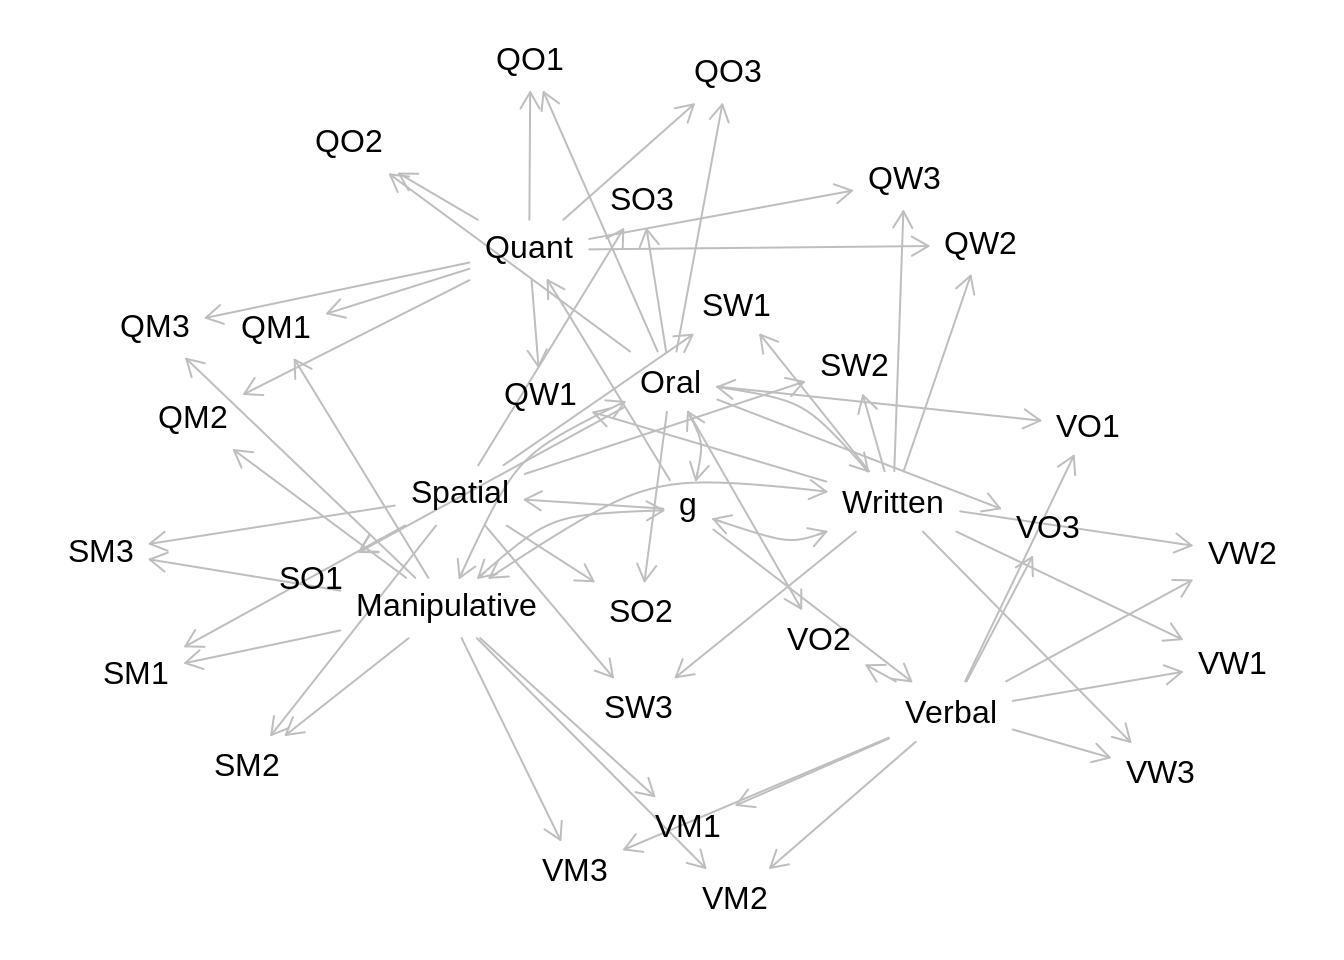 QO1
QO3
QO2
QW3
SO3
QW2
Quant
SW1
QM3
QM1
SW2
Oral
QW1
QM2
VO1
Spatial
g
Written
VO3
SM3
VW2
SO1
Manipulative
SO2
VO2
VW1
SM1
SW3
Verbal
SM2
VW3
VM1
VM3
VM2